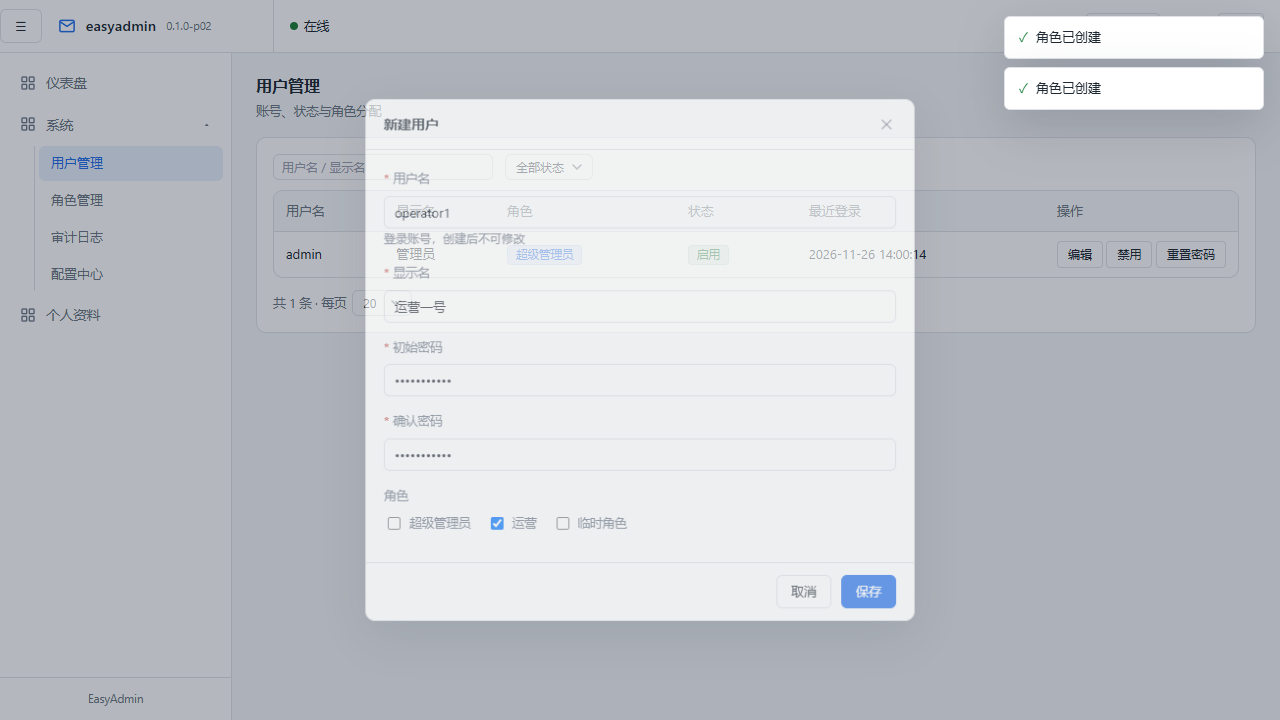 ☰ easyadmin 0.1.0-p02 在线
✓ 角色已创建
✓ 角色已创建
仪表盘
系统
用户管理
角色管理
审计日志
配置中心
个人资料
EasyAdmin
用户管理
账号、状态与角色分配
用户名 / 显示名
全部状态
用户名 显示名 角色 状态 最近登录 操作
admin 管理员 超级管理员 启用 2026-11-26 14:00:14 编辑 禁用 重置密码
共 1 条 · 每页 20
新建用户
* 用户名
operator1
登录账号，创建后不可修改
* 显示名
运营一号
* 初始密码
•••••••••••
* 确认密码
•••••••••••
角色
超级管理员 运营 临时角色
取消 保存